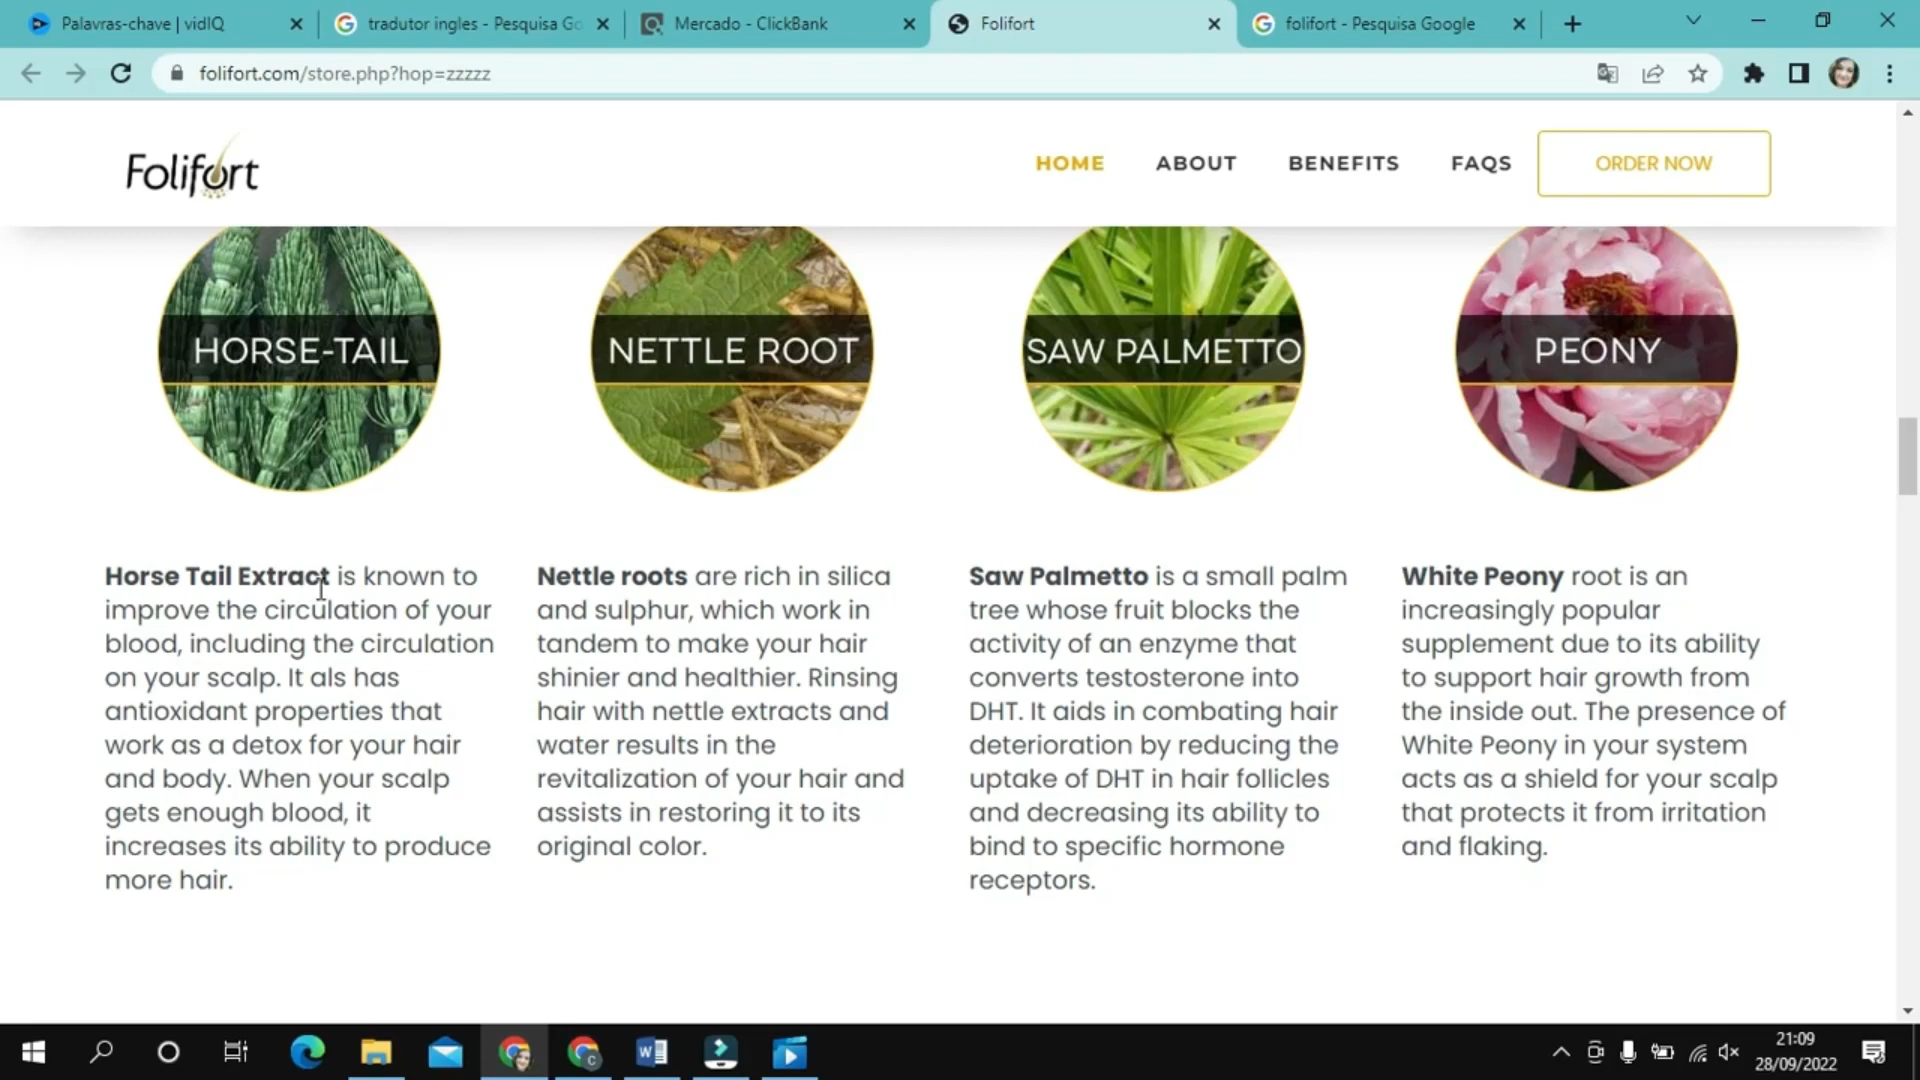 Palavras-chave | vidIQ
tradutor ingles - Pesquisa Go
Mercado - ClickBank
Folifort
folifort - Pesquisa Google
folifort.com/store.php?hop=zzzzz
Folifort
HOME
ABOUT
BENEFITS
FAQS
ORDER NOW
HORSE-TAIL
NETTLE ROOT
SAW PALMETTO
PEONY
Horse Tail Extract is known to
improve the circulation of your
blood, including the circulation
on your scalp. It als has
antioxidant properties that
work as a detox for your hair
and body. When your scalp
gets enough blood, it
increases its ability to produce
more hair.
Nettle roots are rich in silica
and sulphur, which work in
tandem to make your hair
shinier and healthier. Rinsing
hair with nettle extracts and
water results in the
revitalization of your hair and
assists in restoring it to its
original color.
Saw Palmetto is a small palm
tree whose fruit blocks the
activity of an enzyme that
converts testosterone into
DHT. It aids in combating hair
deterioration by reducing the
uptake of DHT in hair follicles
and decreasing its ability to
bind to specific hormone
receptors.
White Peony root is an
increasingly popular
supplement due to its ability
to support hair growth from
the inside out. The presence of
White Peony in your system
acts as a shield for your scalp
that protects it from irritation
and flaking.
21:09
28/09/2022